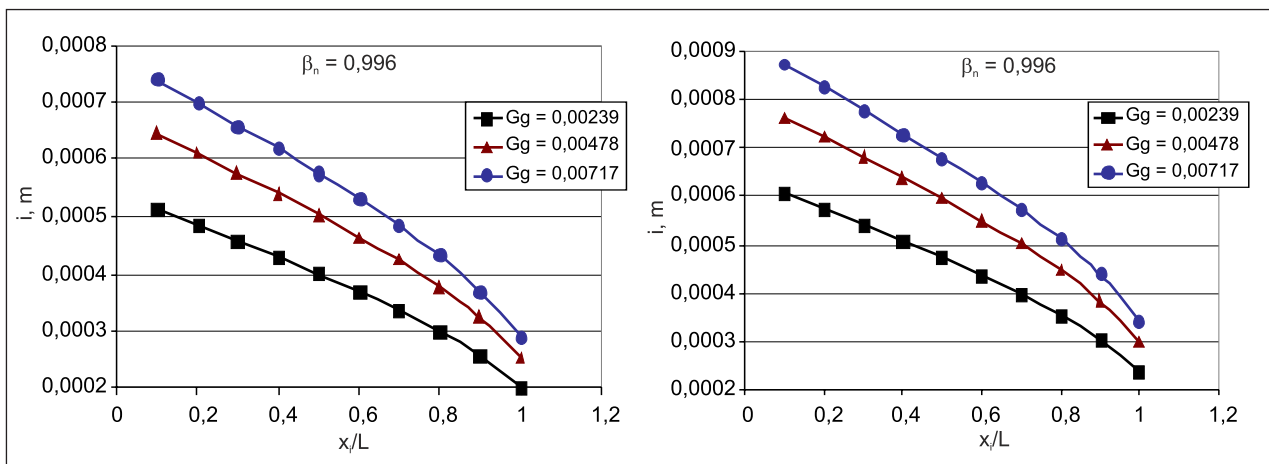 0,0008
0,0007
0,0006
0,0005
0,0004
0,0003
0,0002
i, m
βn = 0,996
Gg = 0,00239
Gg = 0,00478
Gg = 0,00717
0 0,2 0,4 0,6 0,8 1 1,2
xi/L
0,0009
0,0008
0,0007
0,0006
0,0005
0,0004
0,0003
0,0002
i, m
βn = 0,996
Gg = 0,00239
Gg = 0,00478
Gg = 0,00717
0 0,2 0,4 0,6 0,8 1 1,2
xi/L